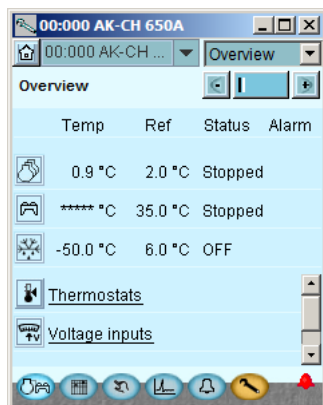 00:000 AK-CH 650A
00:000 AK-CH ... Overview
Overview
Temp Ref Status Alarm
0.9 °C 2.0 °C Stopped
***** °C 35.0 °C Stopped
-50.0 °C 6.0 °C OFF
Thermostats
Voltage inputs